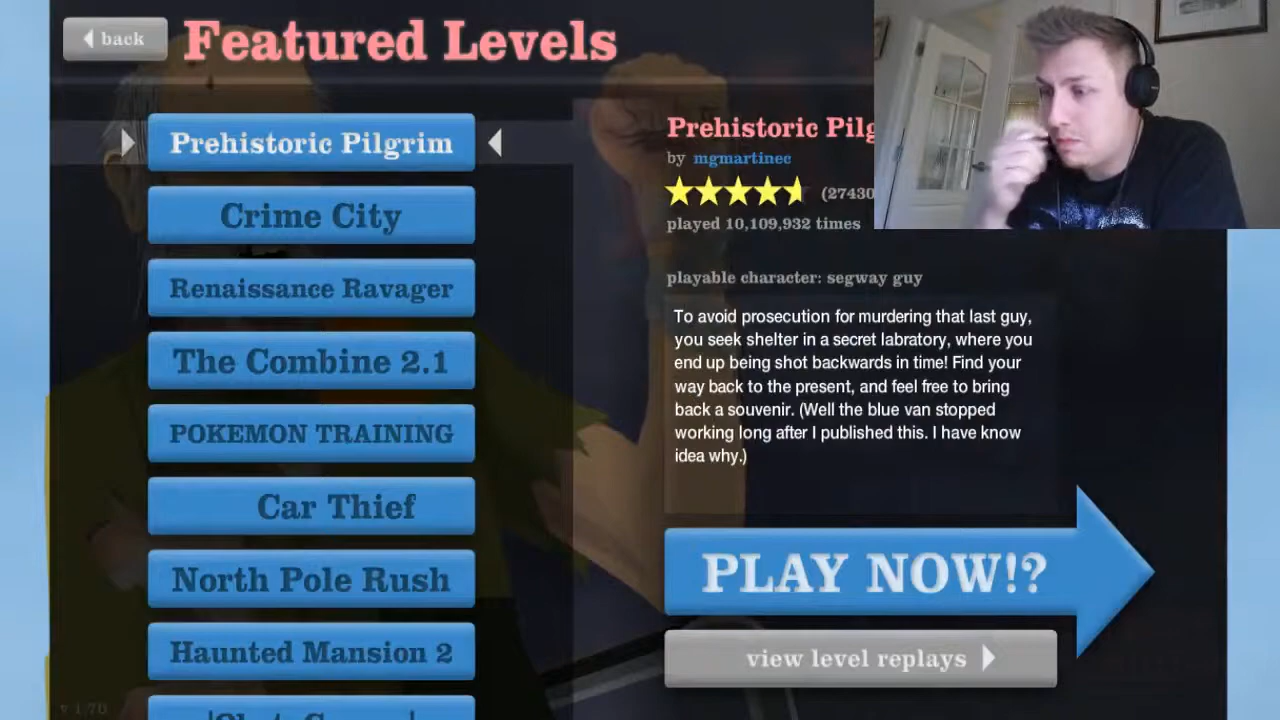 back
Featured Levels
Prehistoric Pilgrim
Crime City
Renaissance Ravager
The Combine 2.1
POKEMON TRAINING
Car Thief
North Pole Rush
Haunted Mansion 2
Prehistoric Pilg
by mgmartinec
(27430
played 10,109,932 times
playable character: segway guy
To avoid prosecution for murdering that last guy,
you seek shelter in a secret labratory, where you
end up being shot backwards in time! Find your
way back to the present, and feel free to bring
back a souvenir. (Well the blue van stopped
working long after I published this. I have know
idea why.)
PLAY NOW!?
view level replays
v 1.70